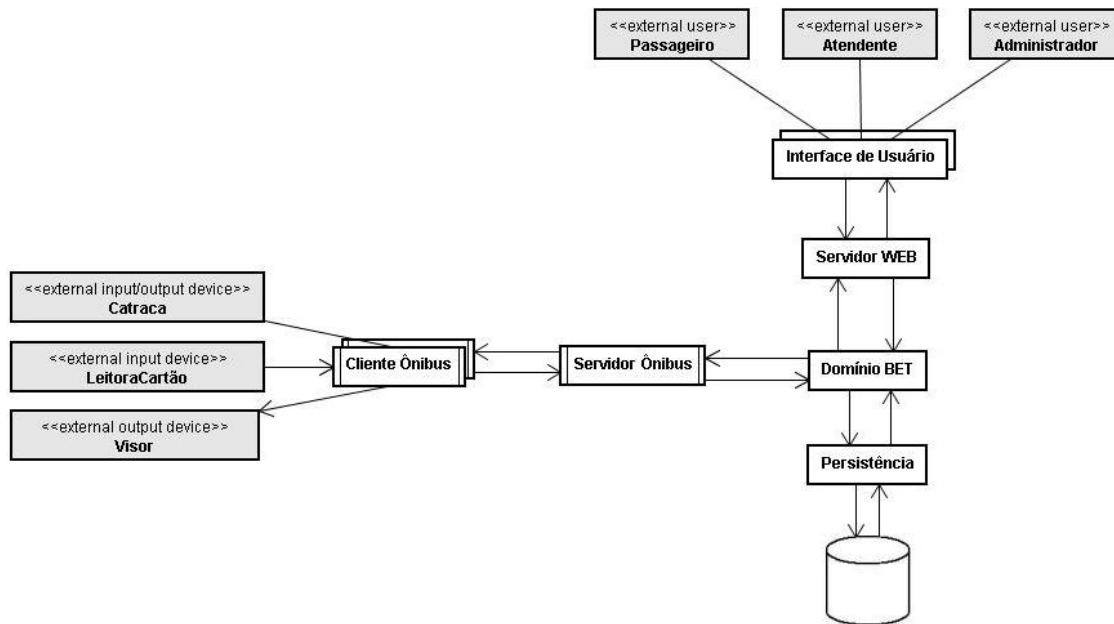 <<external user>>
Passageiro
<<external user>>
Atendente
<<external user>>
Administrador
Interface de Usuário
Servidor WEB
<<external input/output device>>
Catraca
<<external input device>>
LeitoraCartão
<<external output device>>
Visor
Cliente Ônibus
Servidor Ônibus
Domínio BET
Persistência